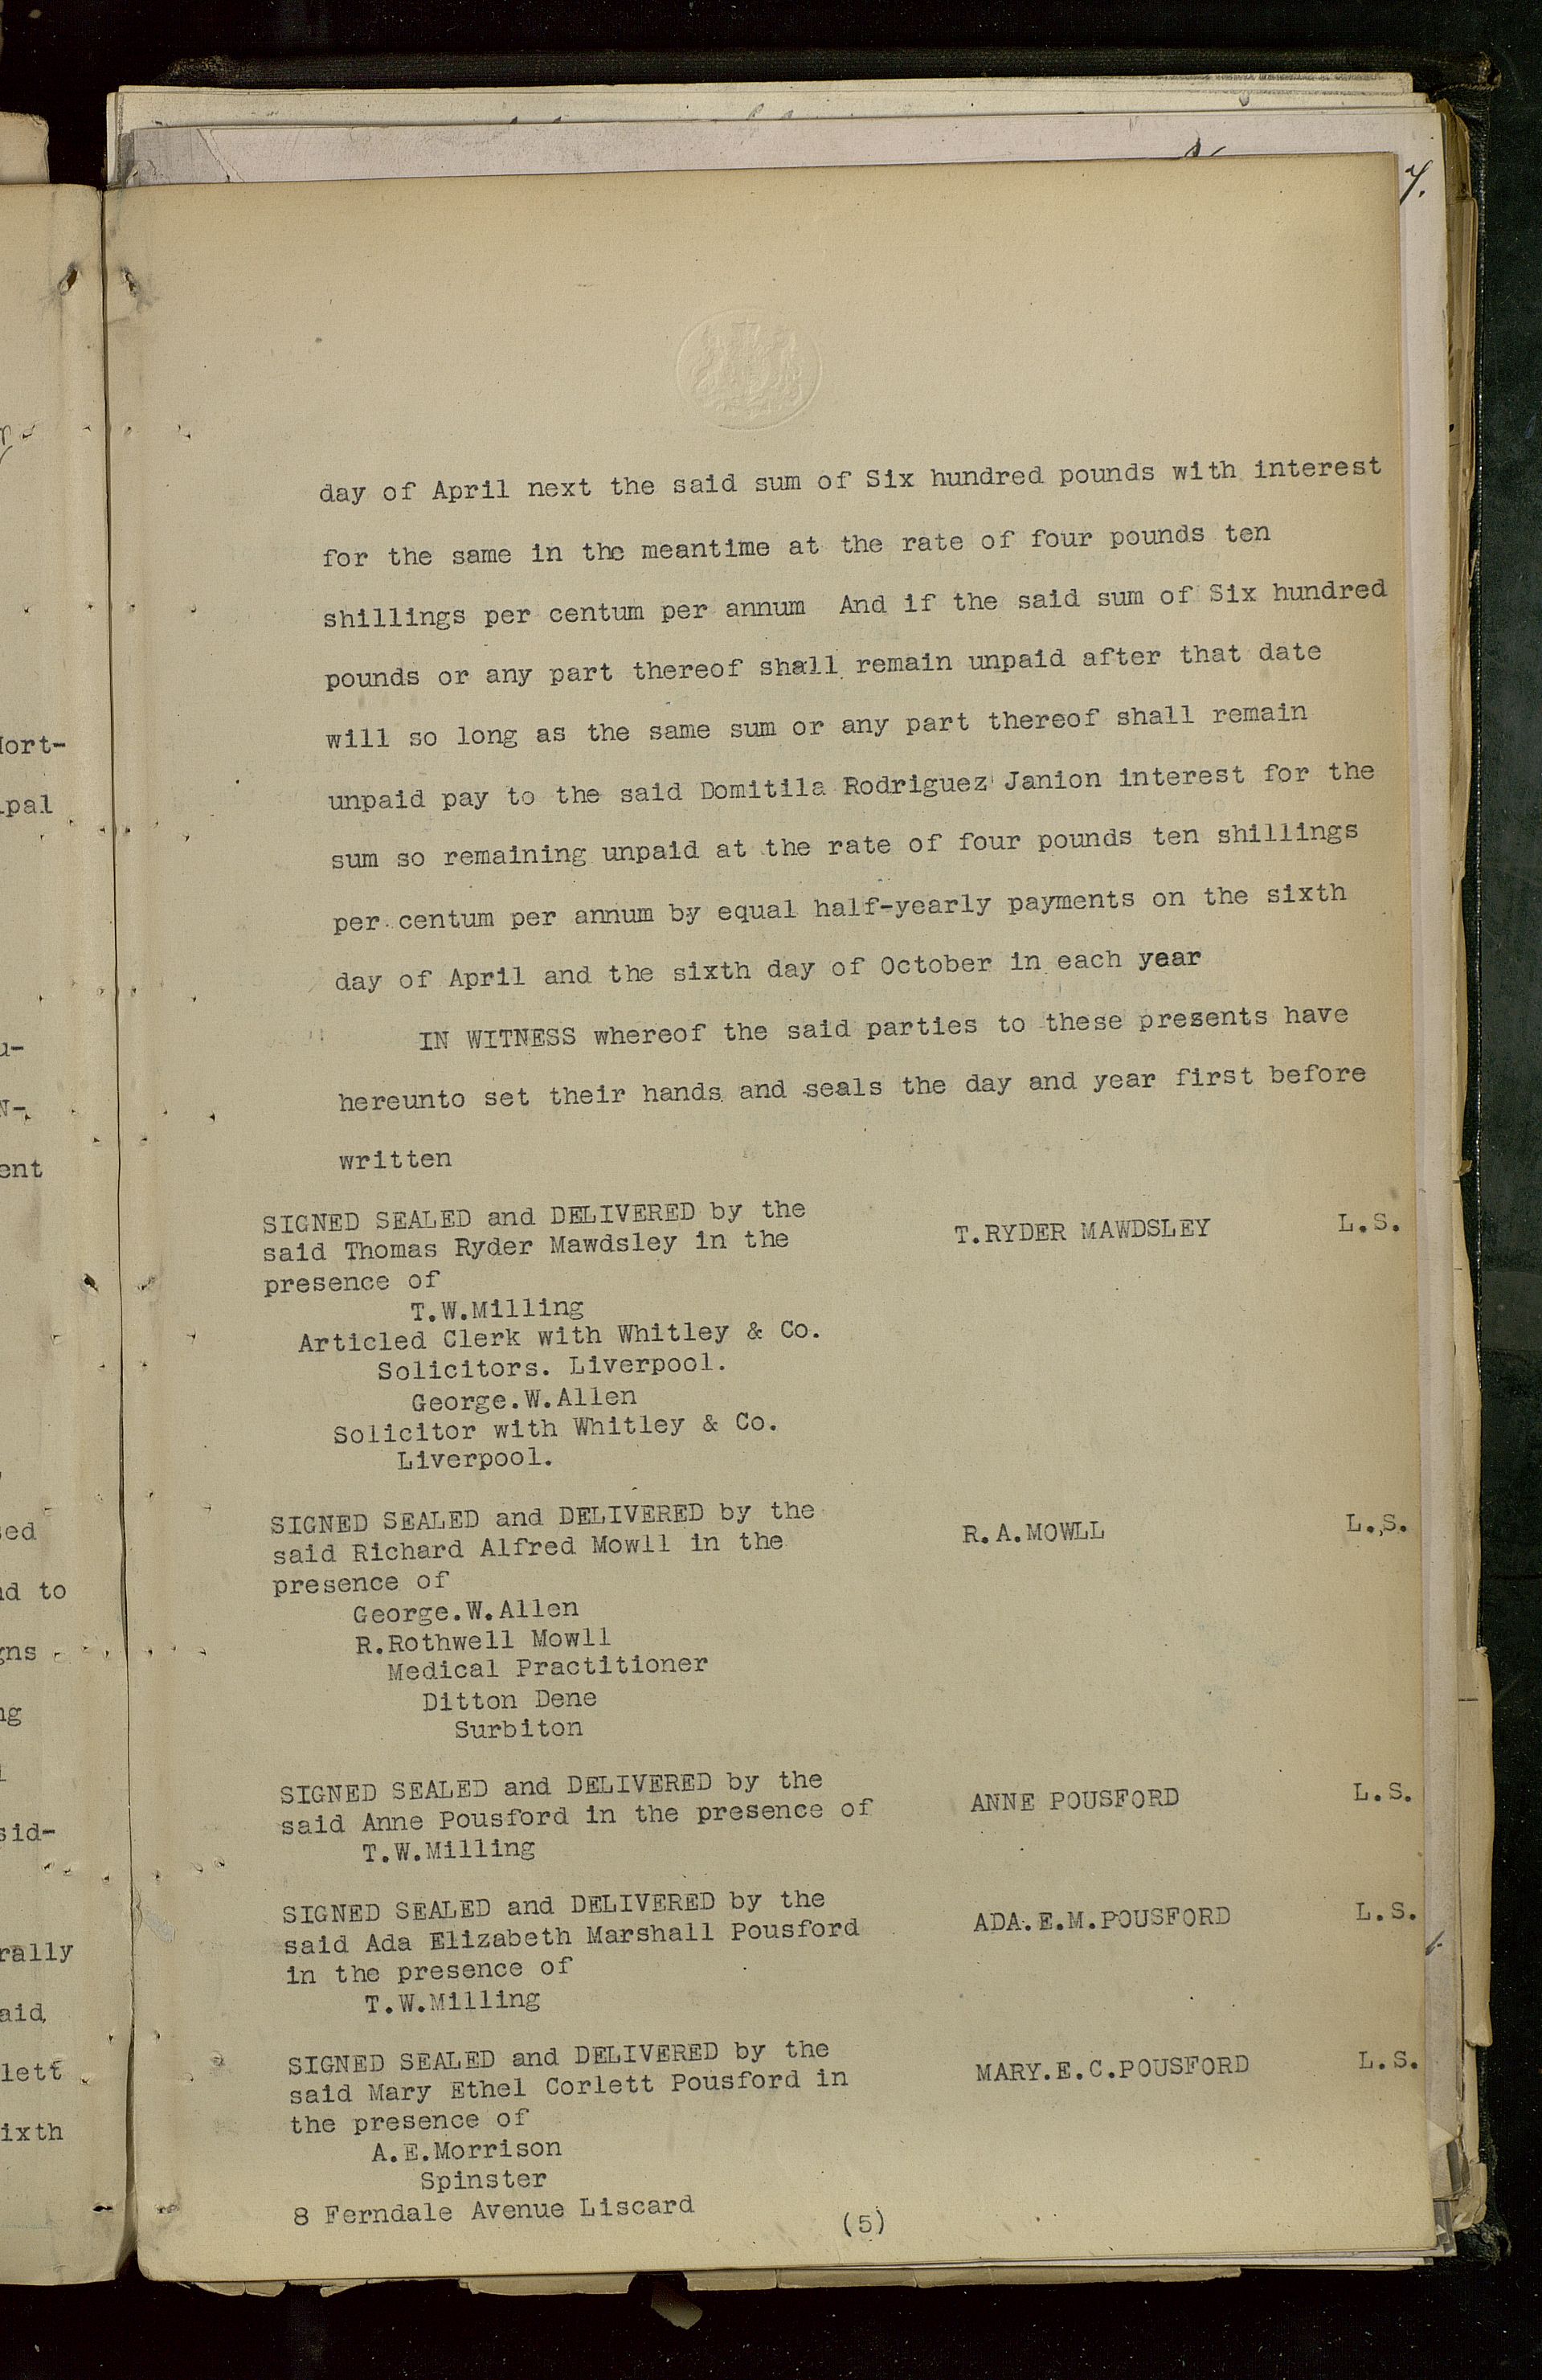 day of April next the said sum of Six hundred pounds with interest
for the same in the meantime at the rate of four pounds ten
shillings per centum per annum And if the said sum of Six hundred
pounds or any part thereof shall remain unpaid after that date
will so long as the same sum or any part thereof shall remain
unpaid pay to the said Domitila Rodriguez Janion interest for the
sum so remaining unpaid at the rate of four pounds ten shillings
per centum per annum by equal half-yearly payments on the sixth
day of April and the sixth day of October in each year
IN WITNESS whereof the said parties to these presents have
hereunto set their hands and seals the day and year first before
written
SIGNED SEALED and DELIVERED by the
said Thomas Ryder Mawdsley in the
presence of
T.W.Milling
Articled Clerk with Whitley & Co.
Solicitors. Liverpool.
George.W.Allen
Solicitor with Whitley & Co.
Liverpool.
T.RYDER MAWDSLEY L.S.
SIGNED SEALED and DELIVERED by the
said Richard Alfred Mowll in the
presence of
George.W.Allen
R.Rothwell Mowll
Medical Practitioner
Ditton Dene
Surbiton
R.A.MOWLL L.S.
SIGNED SEALED and DELIVERED by the
said Anne Pousford in the presence of
T.W.Milling
ANNE POUSFORD L.S.
SIGNED SEALED and DELIVERED by the
said Ada Elizabeth Marshall Pousford
in the presence of
T.W.Milling
ADA.E.M.POUSFORD L.S.
SIGNED SEALED and DELIVERED by the
said Mary Ethel Corlett Pousford in
the presence of
A.E.Morrison
Spinster
8 Ferndale Avenue Liscard
MARY.E.C.POUSFORD L.S.
(5)